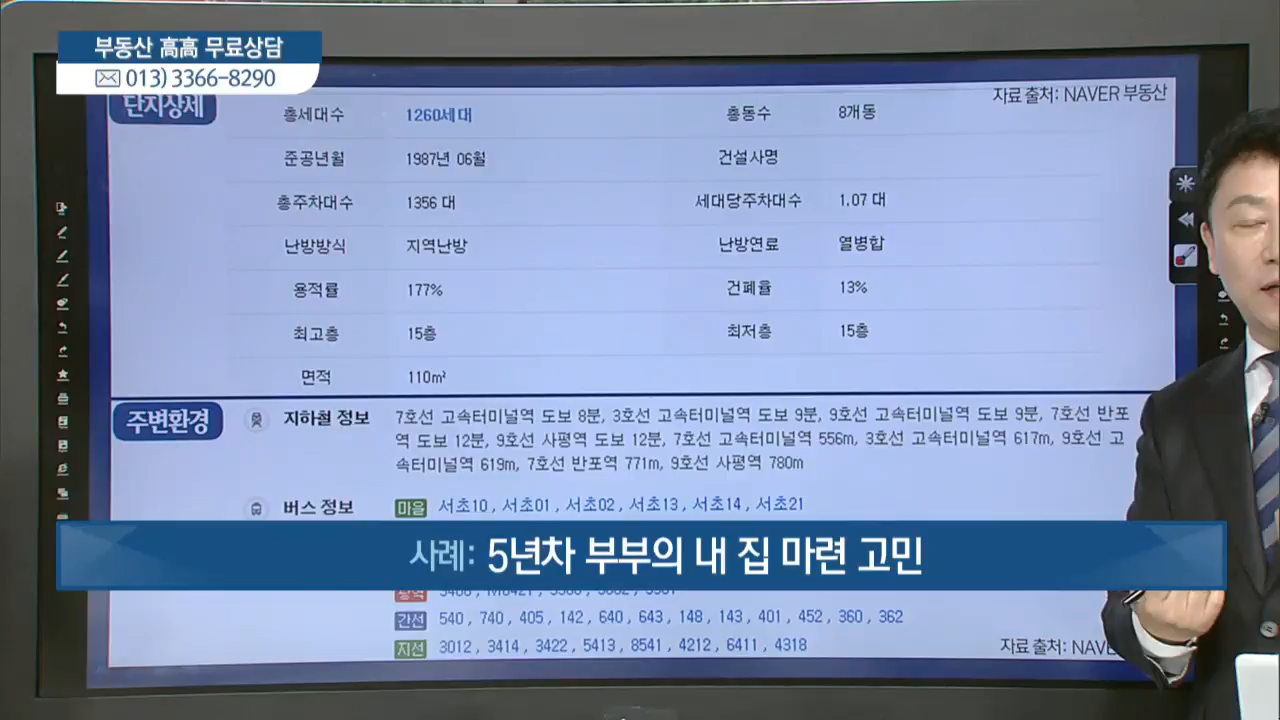 부동산 高高 무료상담
013) 3366-8290
자료 출처: NAVER 부동산
단지상세
총세대수 1260세대 총동수 8개동
준공년월 1987년 06월 건설사명
총주차대수 1356 대 세대당주차대수 1.07 대
난방방식 지역난방 난방연료 열병합
용적률 177% 건폐율 13%
최고층 15층 최저층 15층
면적 110㎡
주변환경 지하철 정보 7호선 고속터미널역 도보 8분, 3호선 고속터미널역 도보 9분, 9호선 고속터미널역 도보 9분, 7호선 반포
역 도보 12분, 9호선 사평역 도보 12분, 7호선 고속터미널역 556m, 3호선 고속터미널역 617m, 9호선 고
속터미널역 619m, 7호선 반포역 771m, 9호선 사평역 780m
버스 정보 마을 서초10, 서초01, 서초02, 서초13, 서초14, 서초21
사례: 5년차 부부의 내 집 마련 고민
간선 540, 740, 405, 142, 640, 643, 148, 143, 401, 452, 360, 362
지선 3012, 3414, 3422, 5413, 8541, 4212, 6411, 4318
자료 출처: NAVE